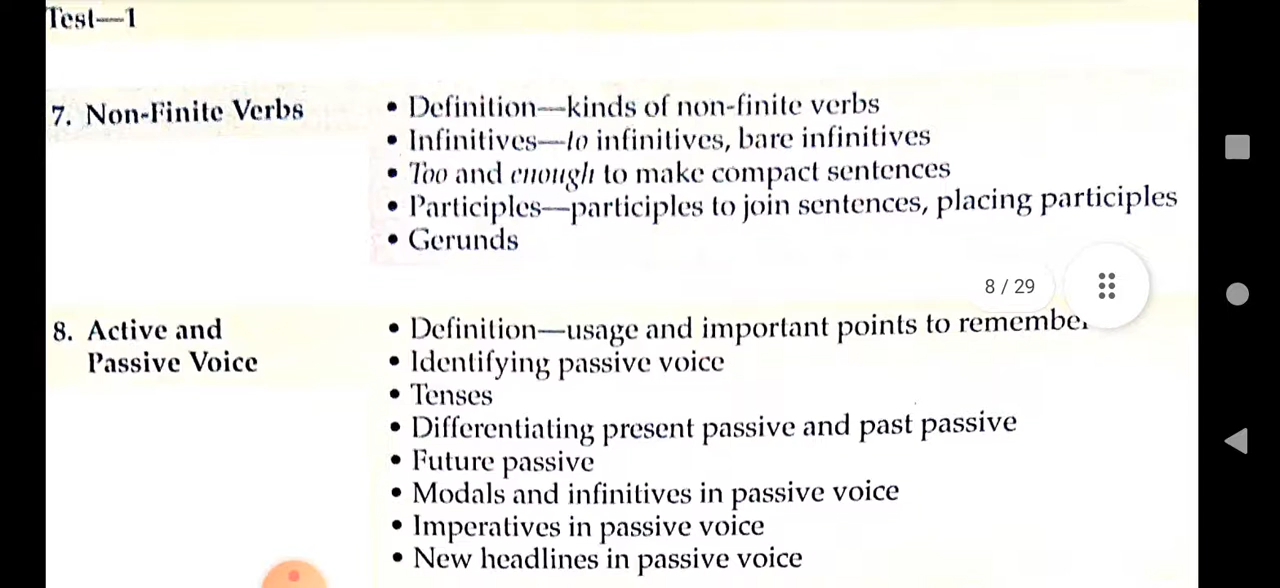 Test—1
7. Non-Finite Verbs
• Definition—kinds of non-finite verbs
• Infinitives—to infinitives, bare infinitives
• Too and enough to make compact sentences
• Participles—participles to join sentences, placing participles
• Gerunds
8 / 29
8. Active and
Passive Voice
• Definition—usage and important points to remember
• Identifying passive voice
• Tenses
• Differentiating present passive and past passive
• Future passive
• Modals and infinitives in passive voice
• Imperatives in passive voice
• New headlines in passive voice